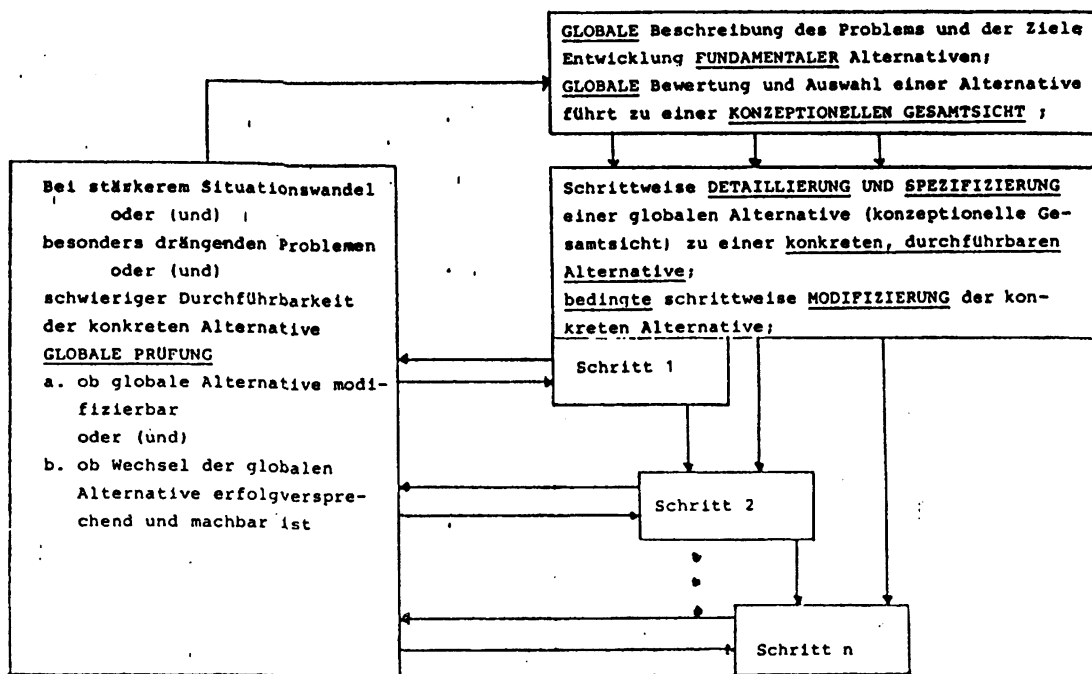 GLOBALE Beschreibung des Problems und der Ziele
Entwicklung FUNDAMENTALER Alternativen;
GLOBALE Bewertung und Auswahl einer Alternative
führt zu einer KONZEPTIONELLEN GESAMTSICHT ;
Schrittweise DETAILLIERUNG UND SPEZIFIZIERUNG
einer globalen Alternative (konzeptionelle Ge-
samtsicht) zu einer konkreten, durchführbaren
Alternative;
bedingte schrittweise MODIFIZIERUNG der kon-
kreten Alternative;
Schritt 1
Schritt 2
Schritt n
Bei stärkerem Situationswandel
oder (und)
besonders drängenden Problemen
oder (und)
schwieriger Durchführbarkeit
der konkreten Alternative
GLOBALE PRÜFUNG
a. ob globale Alternative modi-
fizierbar
oder (und)
b. ob Wechsel der globalen
Alternative erfolgverspre-
chend und machbar ist